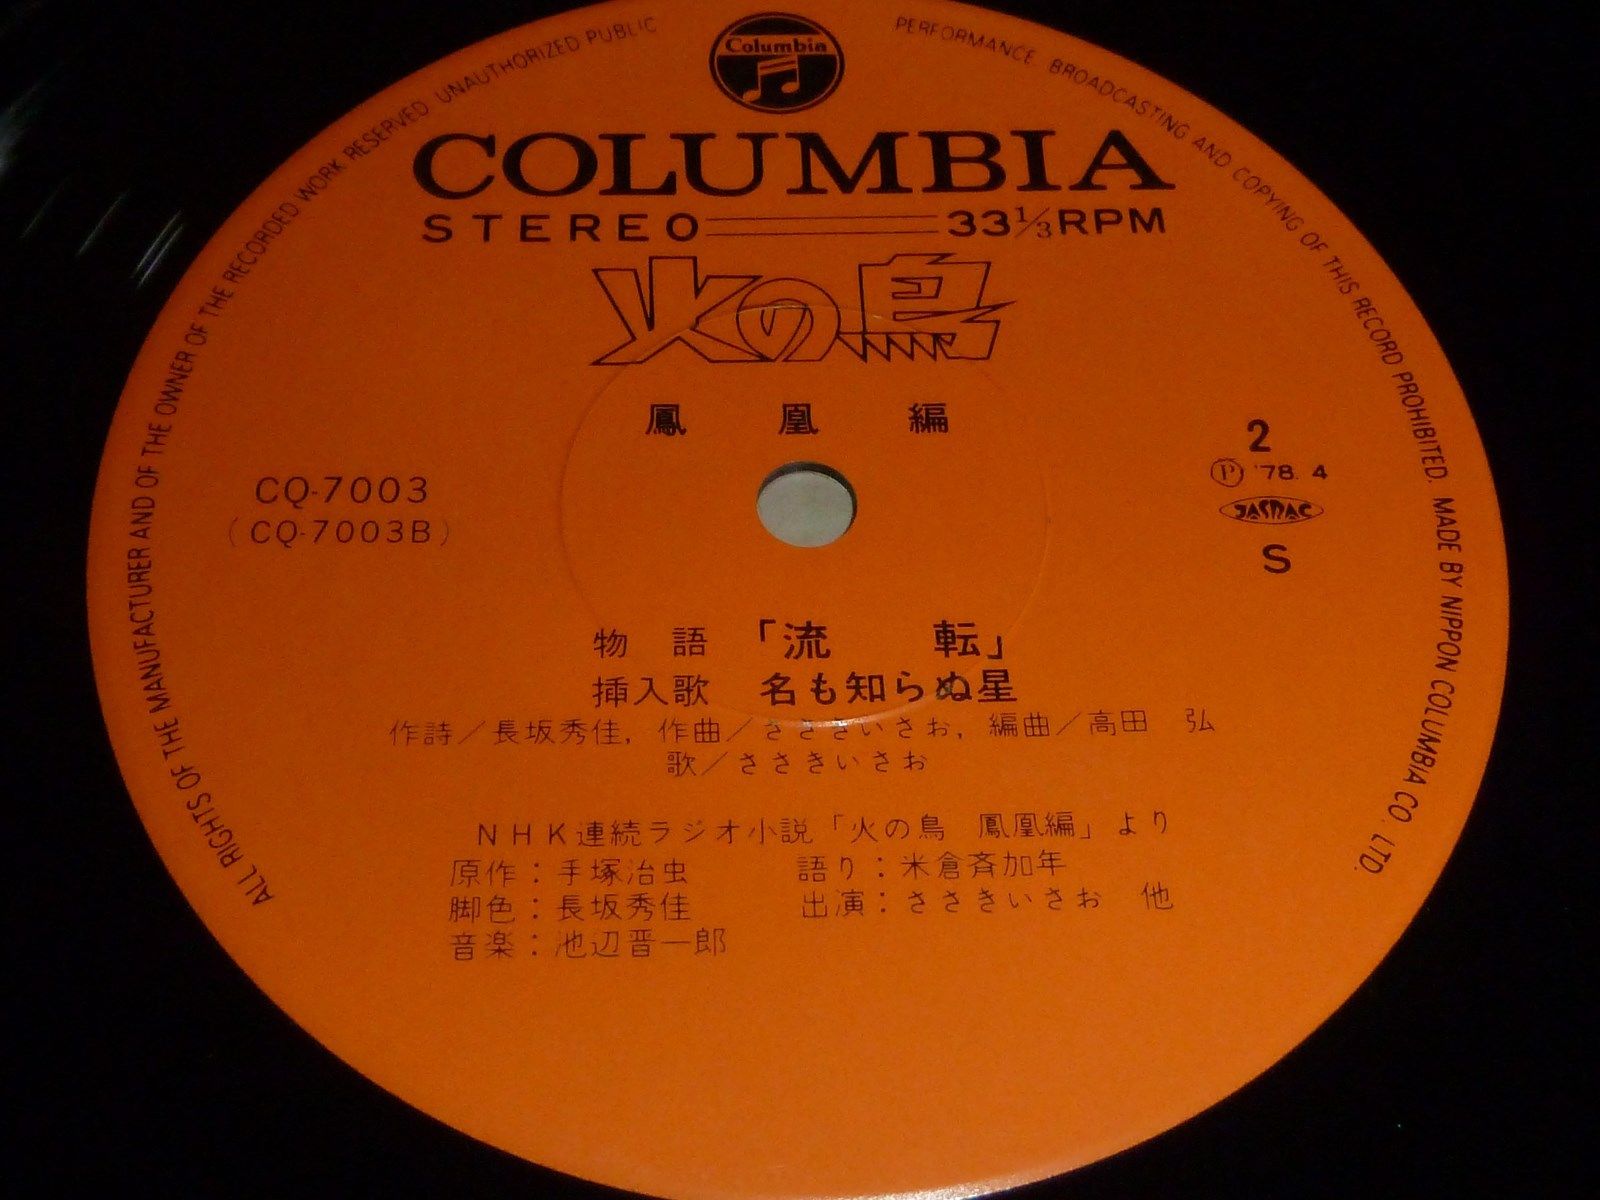 Columbia
COLUMBIA
STEREO 33 1/3 RPM
火の鳥
鳳凰編
2
Ⓟ '78. 4
JASRAC
S
CQ-7003
(CQ-7003B)
物語 「流転」
挿入歌 名も知らぬ星
作詩/長坂秀佳, 作曲/ささきいさお, 編曲/高田 弘
歌/ささきいさお
NHK連続ラジオ小説「火の鳥 鳳凰編」より
原作:手塚治虫 語り:米倉斉加年
脚色:長坂秀佳 出演:ささきいさお 他
音楽:池辺晋一郎
ALL RIGHTS OF THE MANUFACTURER AND OF THE OWNER OF THE RECORDED WORK RESERVED UNAUTHORIZED PUBLIC PERFORMANCE BROADCASTING AND COPYING OF THIS RECORD PROHIBITED. MADE BY NIPPON COLUMBIA CO. LTD.